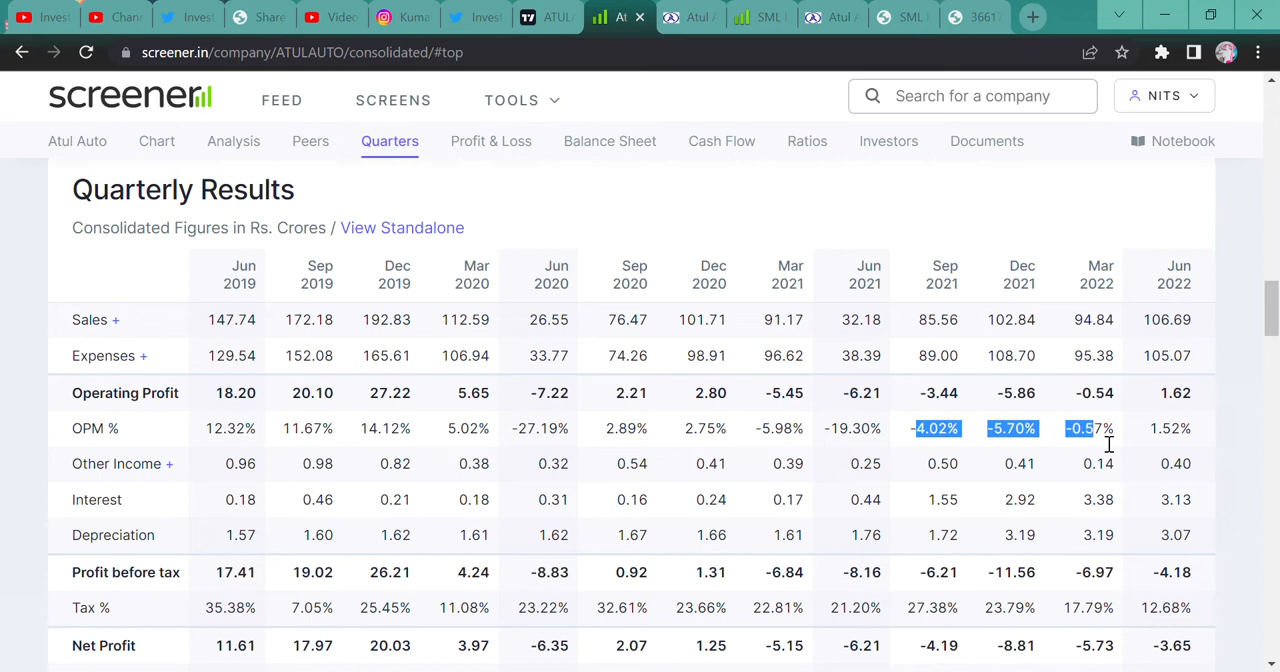 Invest
Chan
Invest
Share
Video
Kuma
Invest
ATUL
At
Atul
SML
Atul
SML
3661
screener.in/company/ATULAUTO/consolidated/#top
screener FEED SCREENS TOOLS Search for a company NITS
Atul Auto Chart Analysis Peers Quarters Profit & Loss Balance Sheet Cash Flow Ratios Investors Documents Notebook
Quarterly Results
Consolidated Figures in Rs. Crores / View Standalone
Jun 2019 Sep 2019 Dec 2019 Mar 2020 Jun 2020 Sep 2020 Dec 2020 Mar 2021 Jun 2021 Sep 2021 Dec 2021 Mar 2022 Jun 2022
Sales + 147.74 172.18 192.83 112.59 26.55 76.47 101.71 91.17 32.18 85.56 102.84 94.84 106.69
Expenses + 129.54 152.08 165.61 106.94 33.77 74.26 98.91 96.62 38.39 89.00 108.70 95.38 105.07
Operating Profit 18.20 20.10 27.22 5.65 -7.22 2.21 2.80 -5.45 -6.21 -3.44 -5.86 -0.54 1.62
OPM % 12.32% 11.67% 14.12% 5.02% -27.19% 2.89% 2.75% -5.98% -19.30% -4.02% -5.70% -0.57% 1.52%
Other Income + 0.96 0.98 0.82 0.38 0.32 0.54 0.41 0.39 0.25 0.50 0.41 0.14 0.40
Interest 0.18 0.46 0.21 0.18 0.31 0.16 0.24 0.17 0.44 1.55 2.92 3.38 3.13
Depreciation 1.57 1.60 1.62 1.61 1.62 1.67 1.66 1.61 1.76 1.72 3.19 3.19 3.07
Profit before tax 17.41 19.02 26.21 4.24 -8.83 0.92 1.31 -6.84 -8.16 -6.21 -11.56 -6.97 -4.18
Tax % 35.38% 7.05% 25.45% 11.08% 23.22% 32.61% 23.66% 22.81% 21.20% 27.38% 23.79% 17.79% 12.68%
Net Profit 11.61 17.97 20.03 3.97 -6.35 2.07 1.25 -5.15 -6.21 -4.19 -8.81 -5.73 -3.65